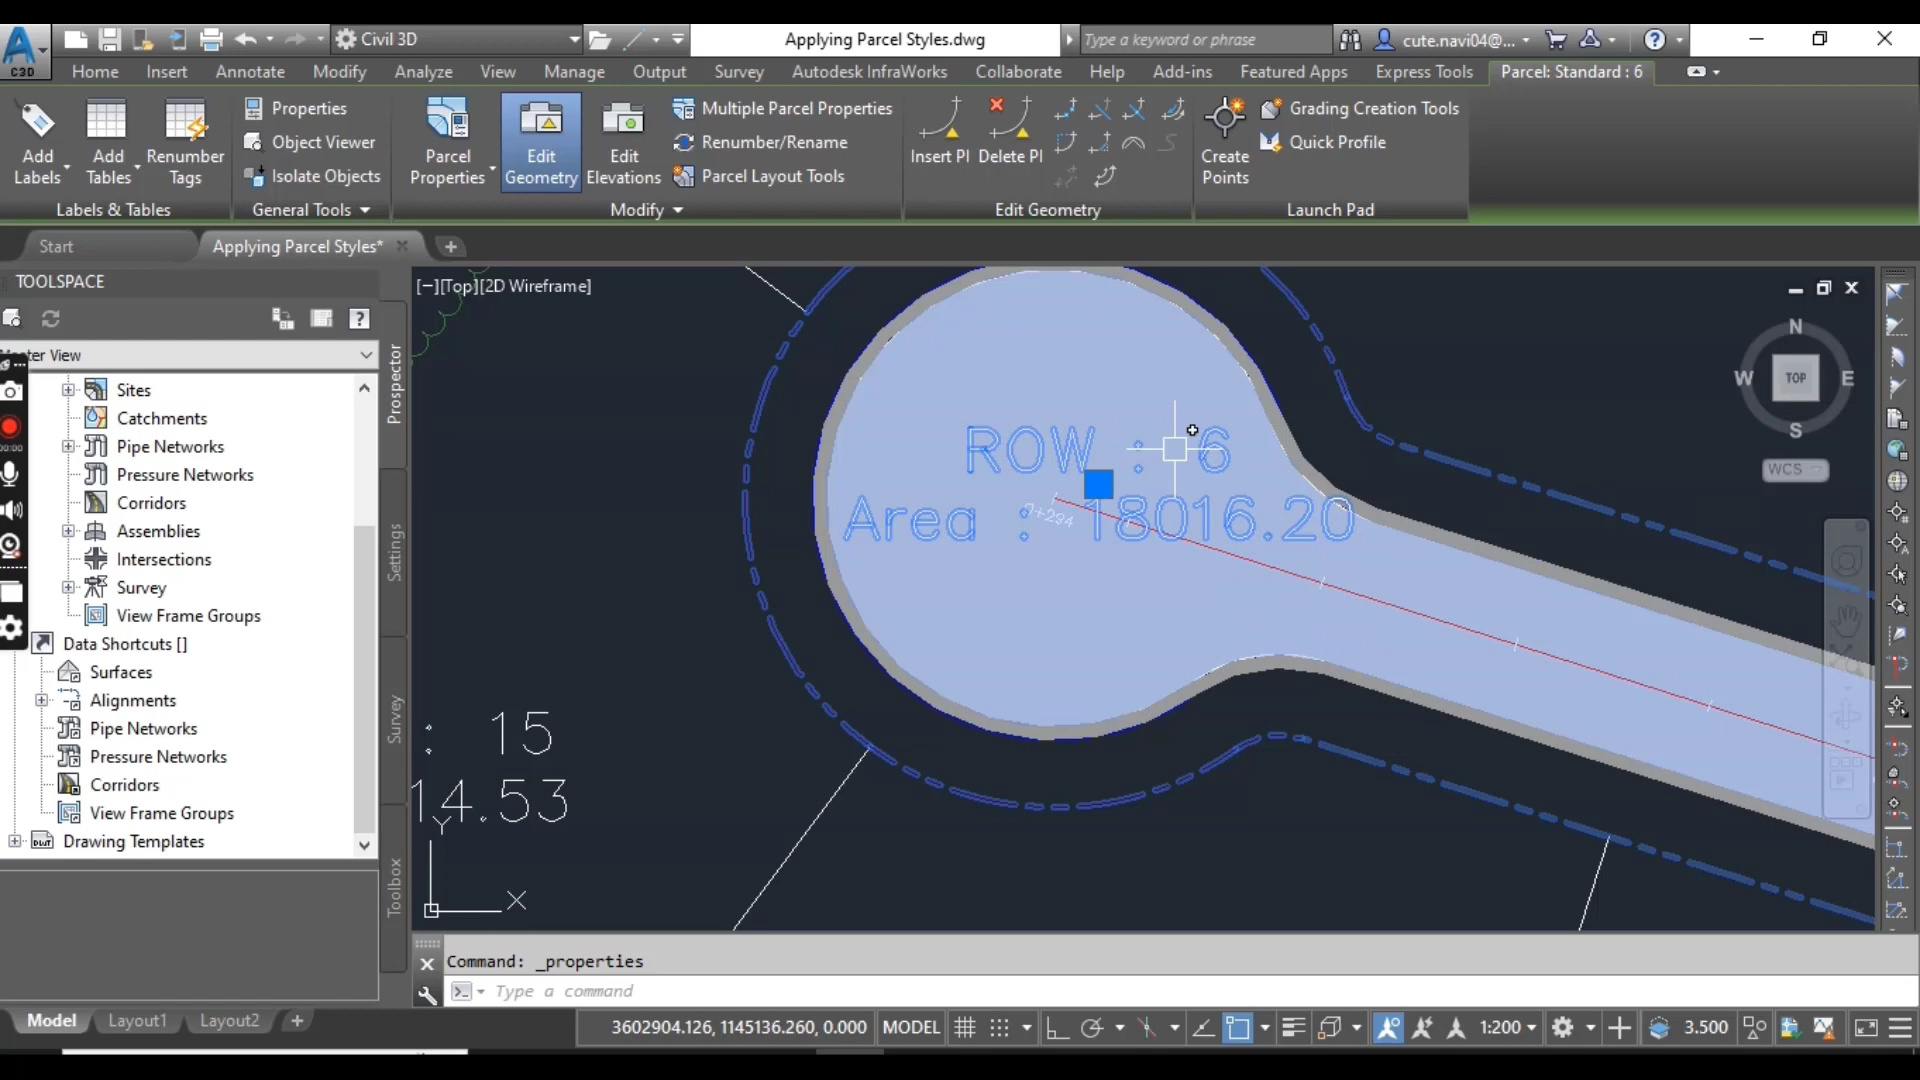 C3D
Civil 3D
Applying Parcel Styles.dwg
Type a keyword or phrase
cute.navi04@...
Home Insert Annotate Modify Analyze View Manage Output Survey Autodesk InfraWorks Collaborate Help Add-ins Featured Apps Express Tools Parcel: Standard : 6
Add Labels
Add Tables
Renumber Tags
Labels & Tables
Properties
Object Viewer
Isolate Objects
General Tools
Parcel Properties
Edit Geometry
Edit Elevations
Multiple Parcel Properties
Renumber/Rename
Parcel Layout Tools
Modify
Insert PI
Delete PI
Edit Geometry
Create Points
Grading Creation Tools
Quick Profile
Launch Pad
Start
Applying Parcel Styles*
TOOLSPACE
ter View
Sites
Catchments
Pipe Networks
Pressure Networks
Corridors
Assemblies
Intersections
Survey
View Frame Groups
Data Shortcuts []
Surfaces
Alignments
Pipe Networks
Pressure Networks
Corridors
View Frame Groups
Drawing Templates
00:00
Prospector
Settings
Survey
Toolbox
[−][Top][2D Wireframe]
N
W TOP E
S
WCS
ROW : 6
Area : 18016.20
0+294
: 15
14.53
Y
X
Command: _properties
Type a command
Model Layout1 Layout2
3602904.126, 1145136.260, 0.000 MODEL 1:200 3.500